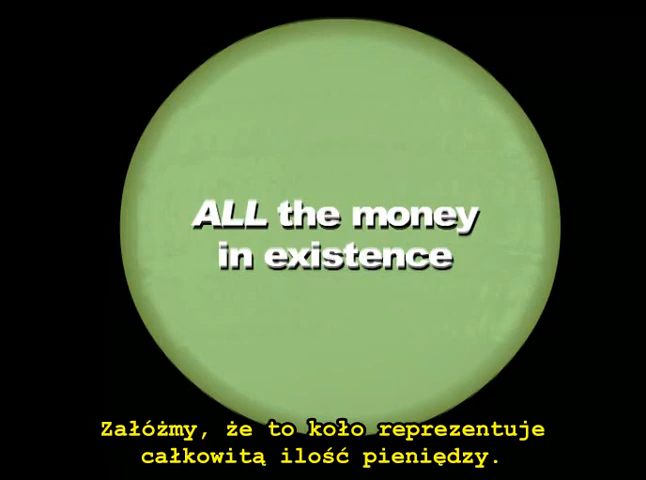 ALL the money
in existence
Załóżmy, że to koło reprezentuje
całkowitą ilość pieniędzy.